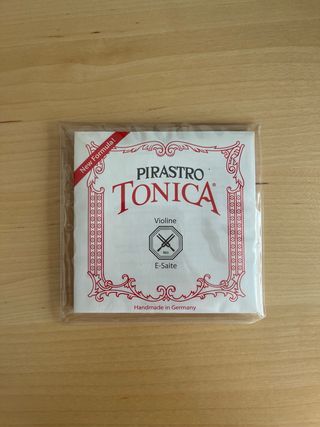 New Formula!
PIRASTRO
TONICA®
Violine
E-Saite
Handmade in Germany